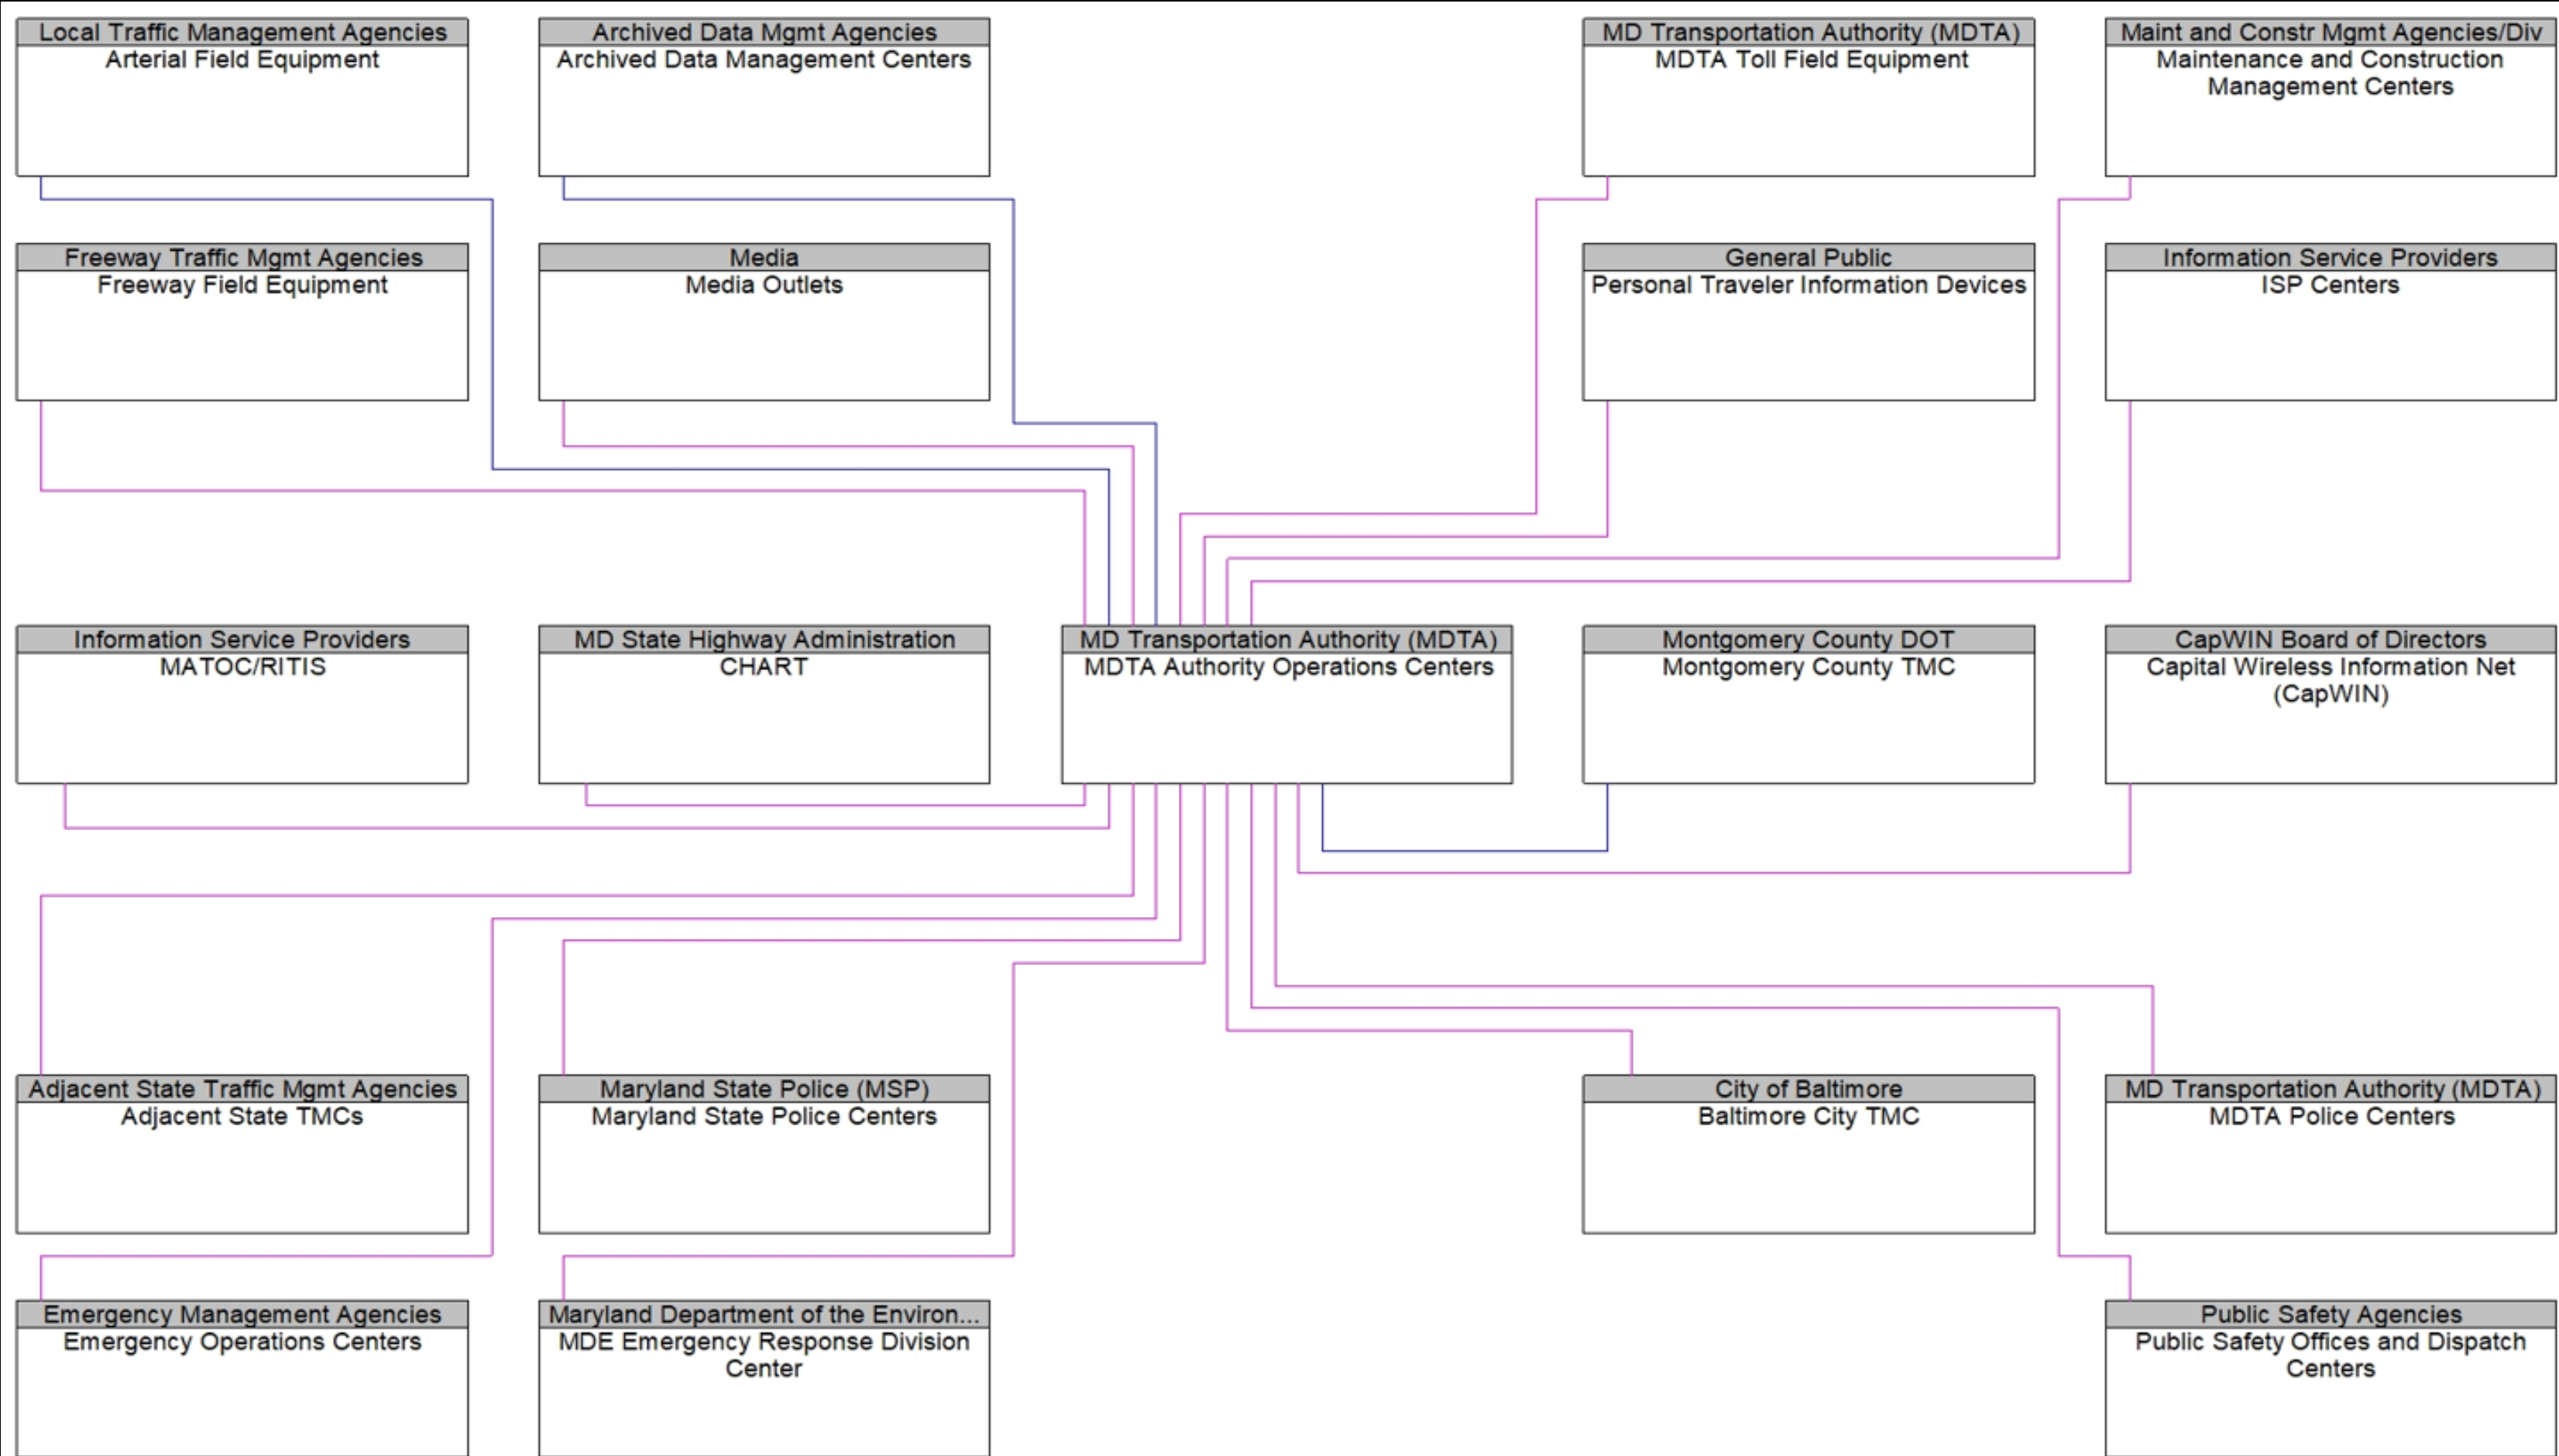 Local Traffic Management Agencies
Arterial Field Equipment
Archived Data Mgmt Agencies
Archived Data Management Centers
MD Transportation Authority (MDTA)
MDTA Toll Field Equipment
Maint and Constr Mgmt Agencies/Div
Maintenance and Construction
Management Centers
Freeway Traffic Mgmt Agencies
Freeway Field Equipment
Media
Media Outlets
General Public
Personal Traveler Information Devices
Information Service Providers
ISP Centers
Information Service Providers
MATOC/RITIS
MD State Highway Administration
CHART
MD Transportation Authority (MDTA)
MDTA Authority Operations Centers
Montgomery County DOT
Montgomery County TMC
CapWIN Board of Directors
Capital Wireless Information Net
(CapWIN)
Adjacent State Traffic Mgmt Agencies
Adjacent State TMCs
Maryland State Police (MSP)
Maryland State Police Centers
City of Baltimore
Baltimore City TMC
MD Transportation Authority (MDTA)
MDTA Police Centers
Emergency Management Agencies
Emergency Operations Centers
Maryland Department of the Environ...
MDE Emergency Response Division
Center
Public Safety Agencies
Public Safety Offices and Dispatch
Centers